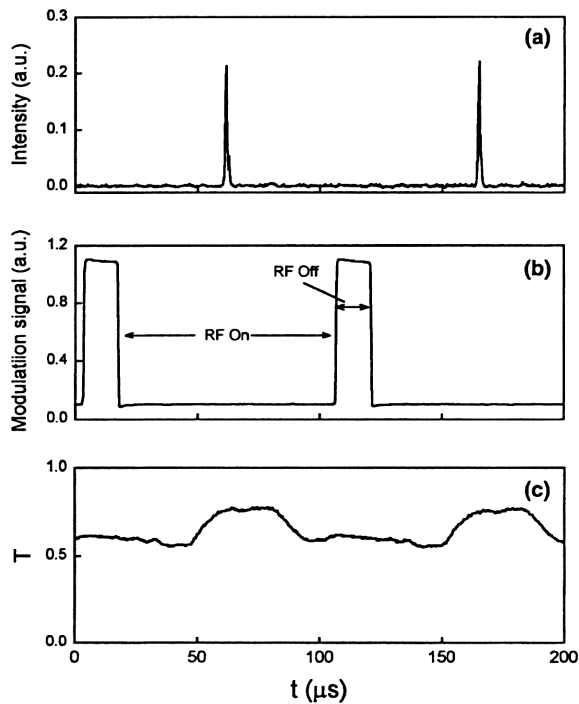 (a)
Intensity (a.u.)
0.3
0.2
0.1
0.0
(b)
Modulatiion signal (a.u.)
1.2
0.8
0.4
0.0
RF Off
RF On
(c)
T
1.0
0.5
0.0
0 50 100 150 200
t (μs)